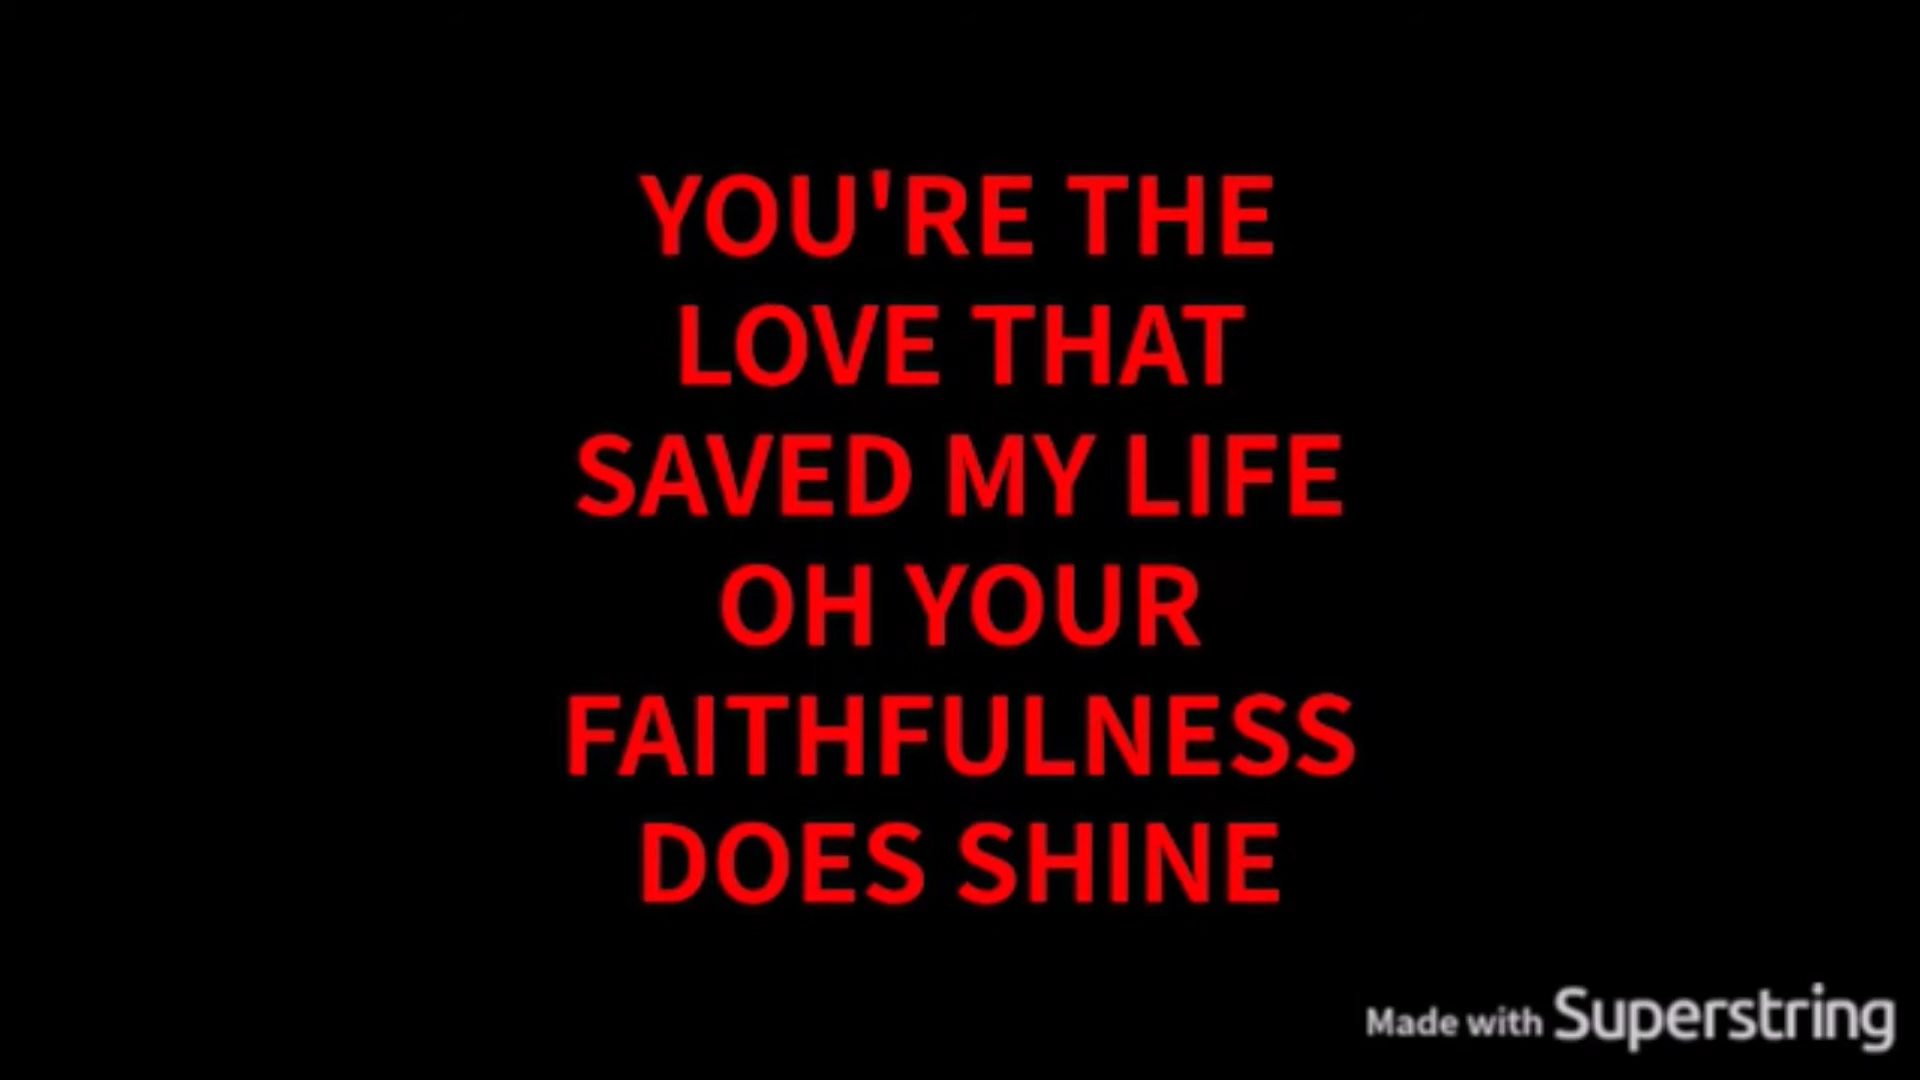 YOU'RE THE
LOVE THAT
SAVED MY LIFE
OH YOUR
FAITHFULNESS
DOES SHINE
Made with Superstring